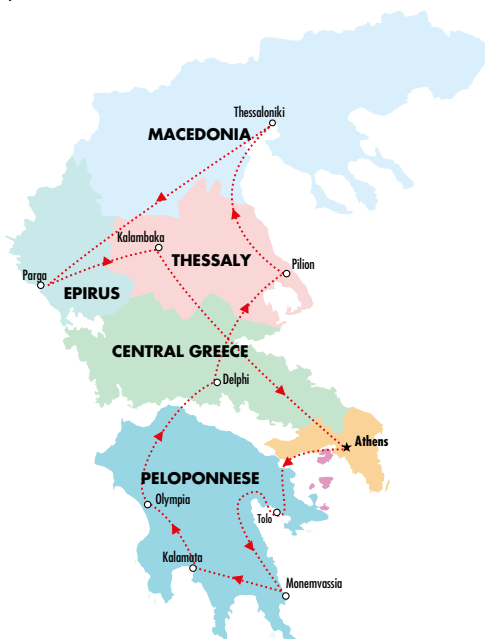 Thessaloniki
MACEDONIA
Kalambaka
THESSALY
Pilion
Parga
EPIRUS
CENTRAL GREECE
Delphi
Athens
PELOPONNESE
Olympia
Tolo
Kalamata
Monemvassia